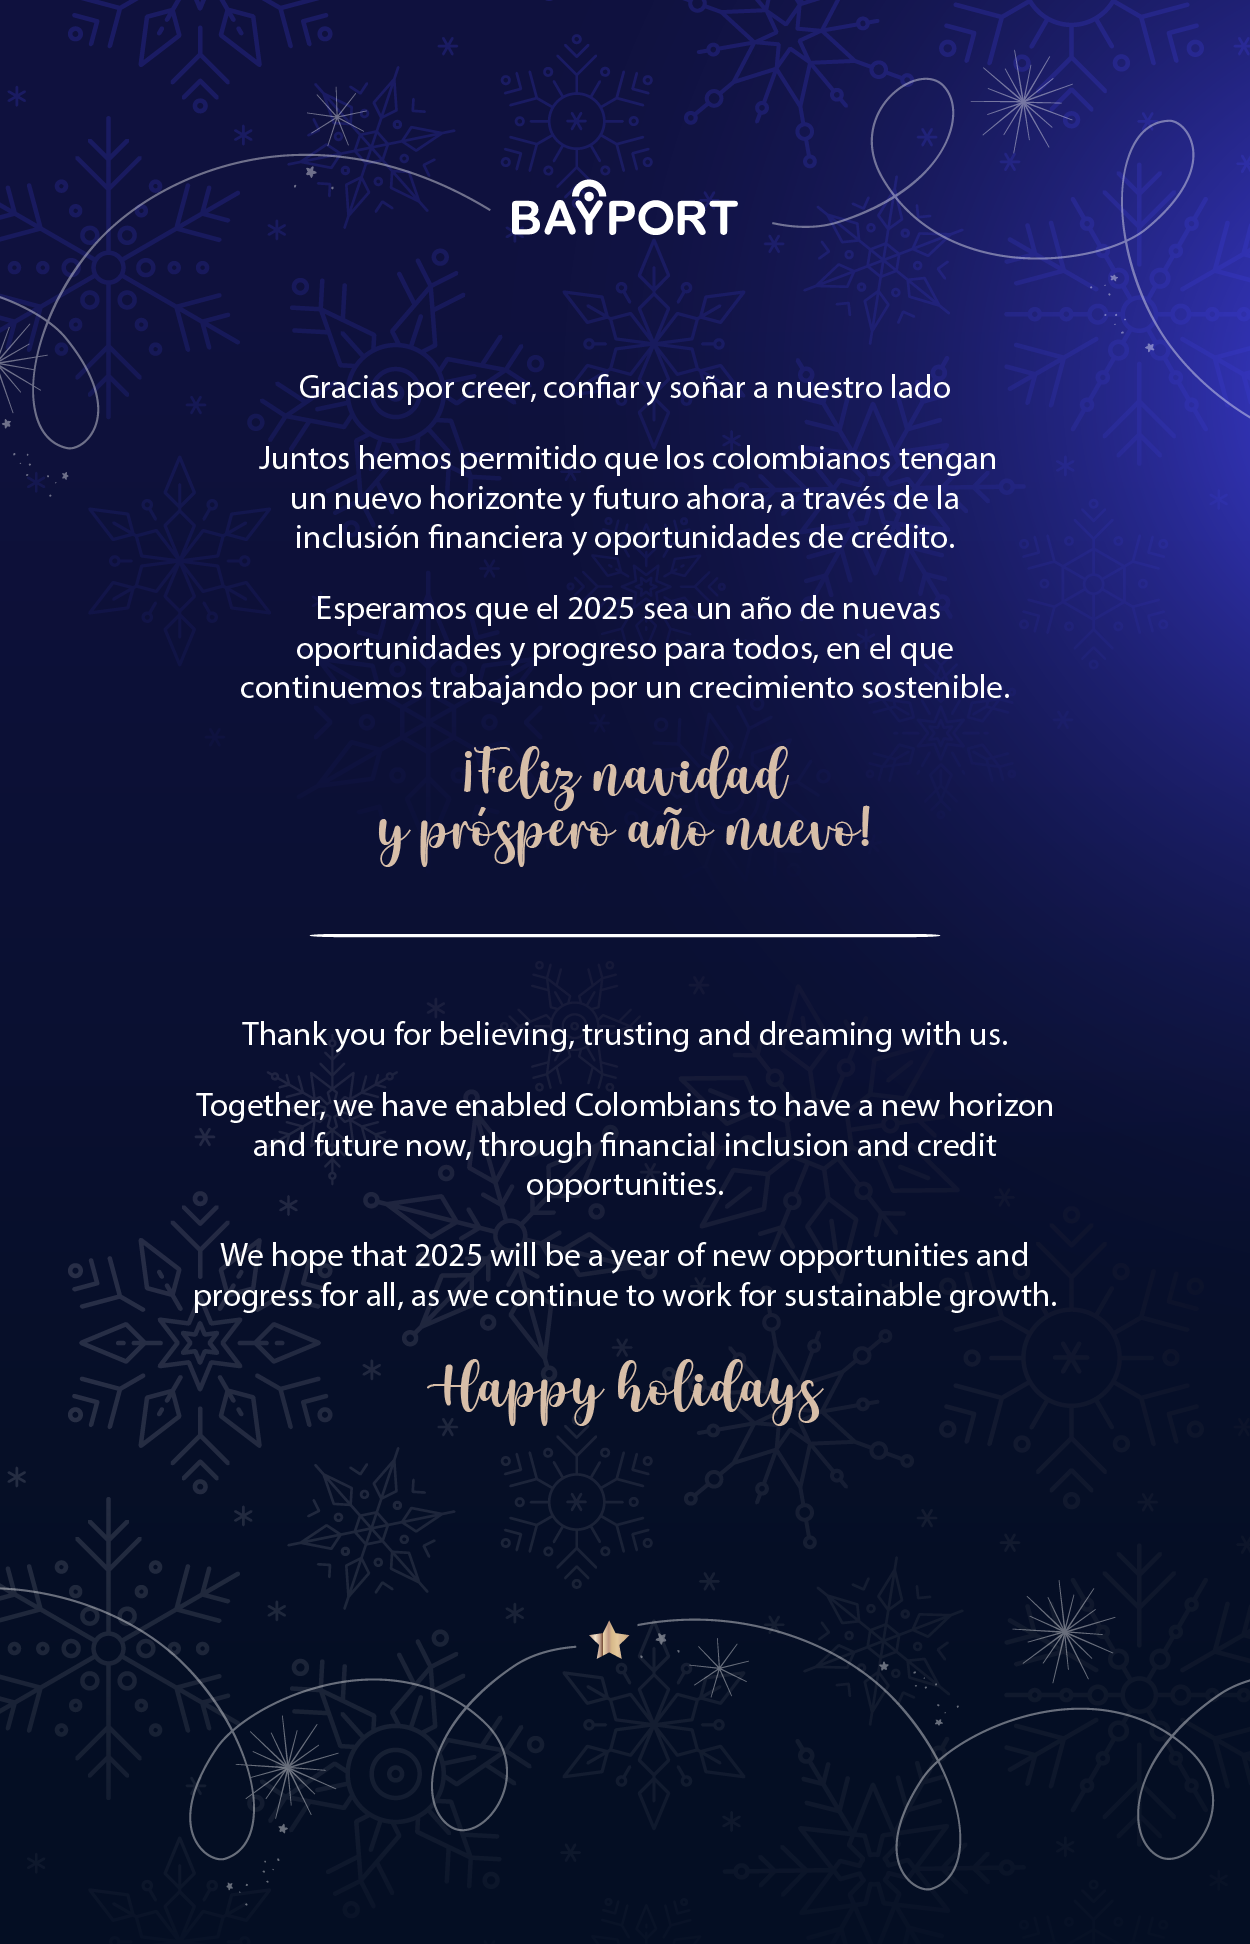 BAYPORT
Gracias por creer, confiar y soñar a nuestro lado
Juntos hemos permitido que los colombianos tengan
un nuevo horizonte y futuro ahora, a través de la
inclusión financiera y oportunidades de crédito.
Esperamos que el 2025 sea un año de nuevas
oportunidades y progreso para todos, en el que
continuemos trabajando por un crecimiento sostenible.
¡Feliz navidad
y próspero año nuevo!
Thank you for believing, trusting and dreaming with us.
Together, we have enabled Colombians to have a new horizon
and future now, through financial inclusion and credit
opportunities.
We hope that 2025 will be a year of new opportunities and
progress for all, as we continue to work for sustainable growth.
Happy holidays